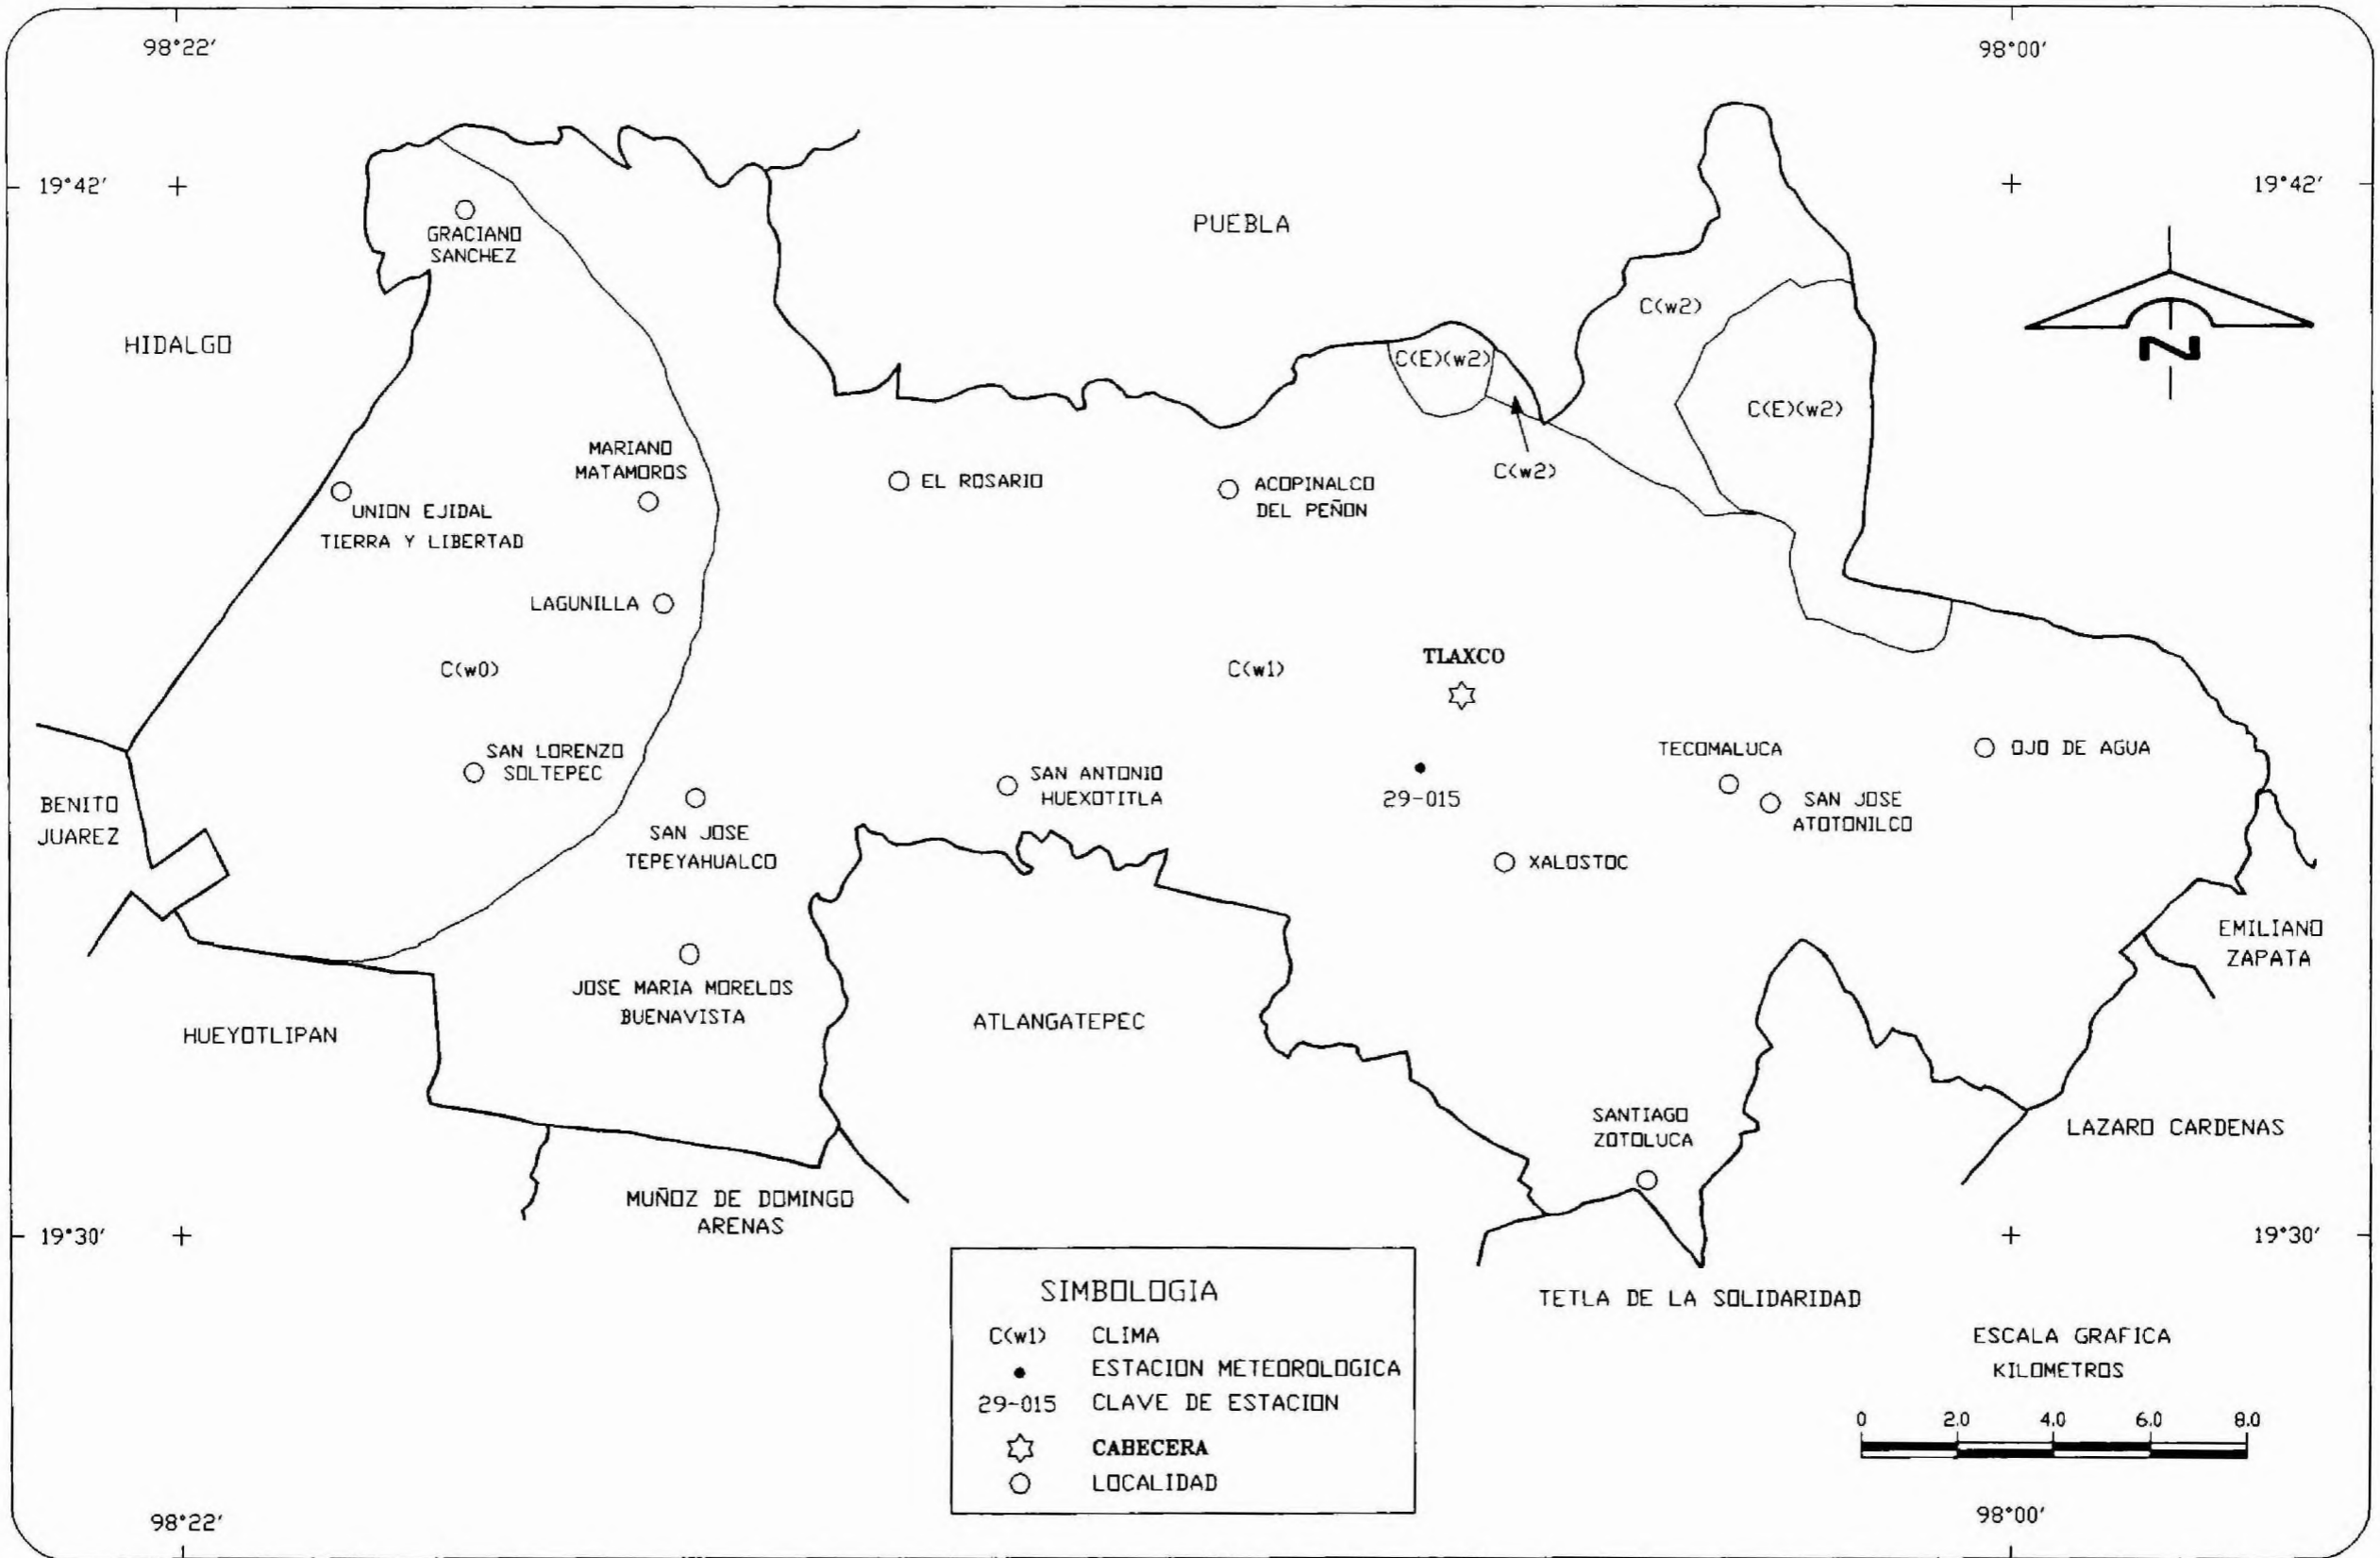 98°22'
98°00'
19°42'
19°42'
PUEBLA
GRACIANO
SANCHEZ
HIDALGO
C(w2)
C(E)(w2)
C(E)(w2)
N
MARIANO
MATAMOROS
C(w2)
EL ROSARIO
ACOPINALCO
DEL PEÑON
UNION EJIDAL
TIERRA Y LIBERTAD
LAGUNILLA
C(w0)
C(w1)
TLAXCO
SAN LORENZO
SOLTEPEC
TECOMALUCA
OJO DE AGUA
SAN ANTONIO
HUEXOTITLA
29-015
SAN JOSE
ATOTONILCO
BENITO
JUAREZ
SAN JOSE
TEPEYAHUALCO
XALOSTOC
EMILIANO
ZAPATA
JOSE MARIA MORELOS
BUENAVISTA
HUEYOTLIPAN
ATLANGATEPEC
SANTIAGO
ZOTOLUCA
LAZARO CARDENAS
MUÑOZ DE DOMINGO
ARENAS
19°30'
19°30'
TETLA DE LA SOLIDARIDAD
SIMBOLOGIA
C(w1) CLIMA
ESTACION METEOROLOGICA
29-015 CLAVE DE ESTACION
CABECERA
LOCALIDAD
ESCALA GRAFICA
KILOMETROS
0 2.0 4.0 6.0 8.0
98°22'
98°00'